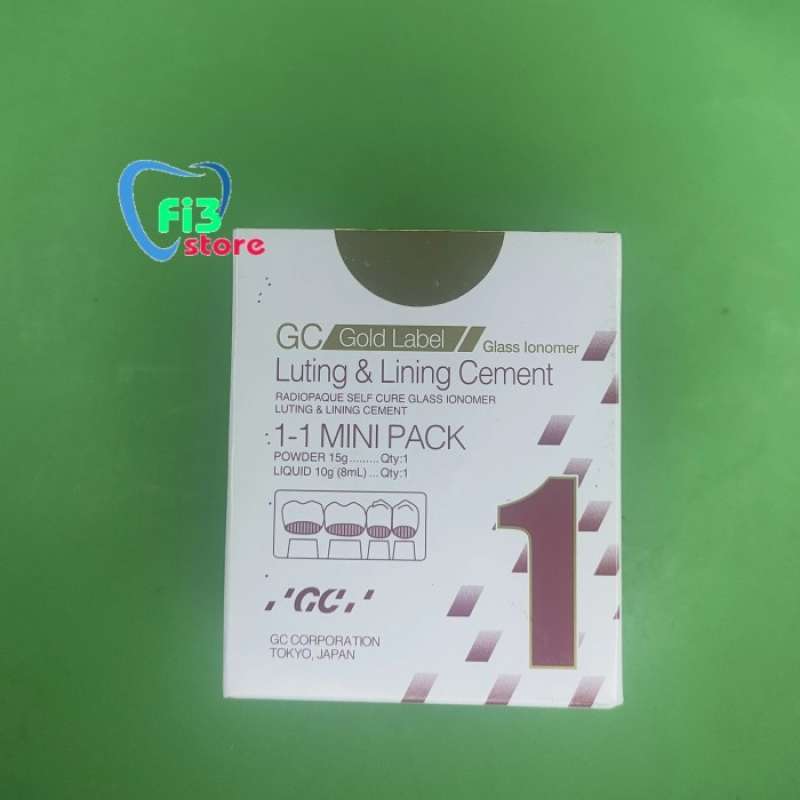 Fi3
store
GC Gold Label Glass Ionomer
Luting & Lining Cement
RADIOPAQUE SELF CURE GLASS IONOMER
LUTING & LINING CEMENT
1-1 MINI PACK
POWDER 15g......... Qty:1
LIQUID 10g (8mL) ... Qty:1
1
GC
GC CORPORATION
TOKYO, JAPAN